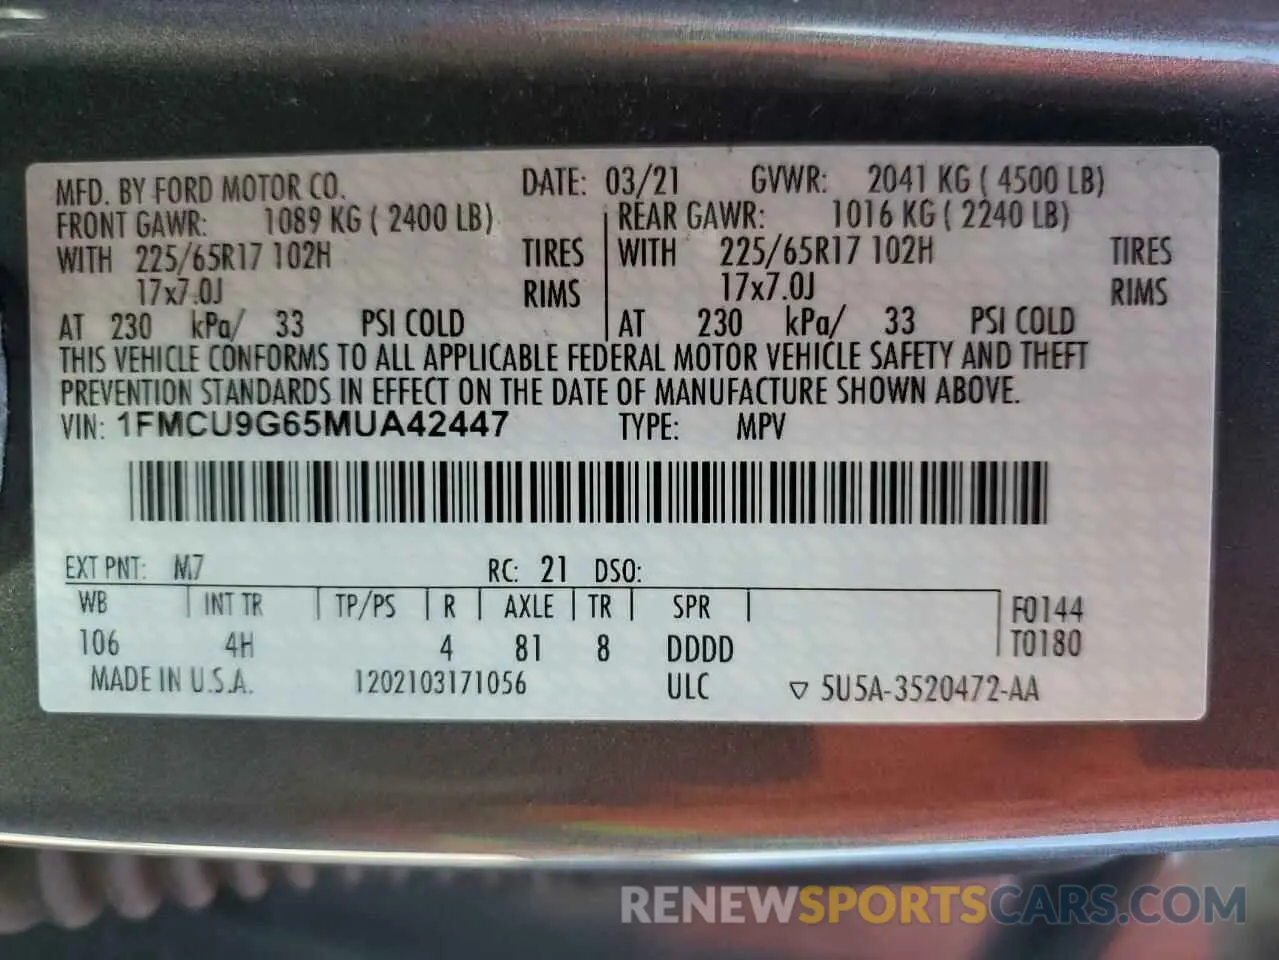 MFD. BY FORD MOTOR CO. DATE: 03/21 GVWR: 2041 KG ( 4500 LB)
FRONT GAWR: 1089 KG ( 2400 LB) REAR GAWR: 1016 KG ( 2240 LB)
WITH 225/65R17 102H TIRES WITH 225/65R17 102H TIRES
17x7.0J RIMS 17x7.0J RIMS
AT 230 kPa/ 33 PSI COLD AT 230 kPa/ 33 PSI COLD
THIS VEHICLE CONFORMS TO ALL APPLICABLE FEDERAL MOTOR VEHICLE SAFETY AND THEFT
PREVENTION STANDARDS IN EFFECT ON THE DATE OF MANUFACTURE SHOWN ABOVE.
VIN: 1FMCU9G65MUA42447 TYPE: MPV
EXT PNT: M7 RC: 21 DSO:
WB INT TR TP/PS R AXLE TR SPR F0144
106 4H 4 81 8 DDDD T0180
MADE IN U.S.A. 1202103171056 ULC ▽ 5U5A-3520472-AA
RENEWSPORTSCARS.COM